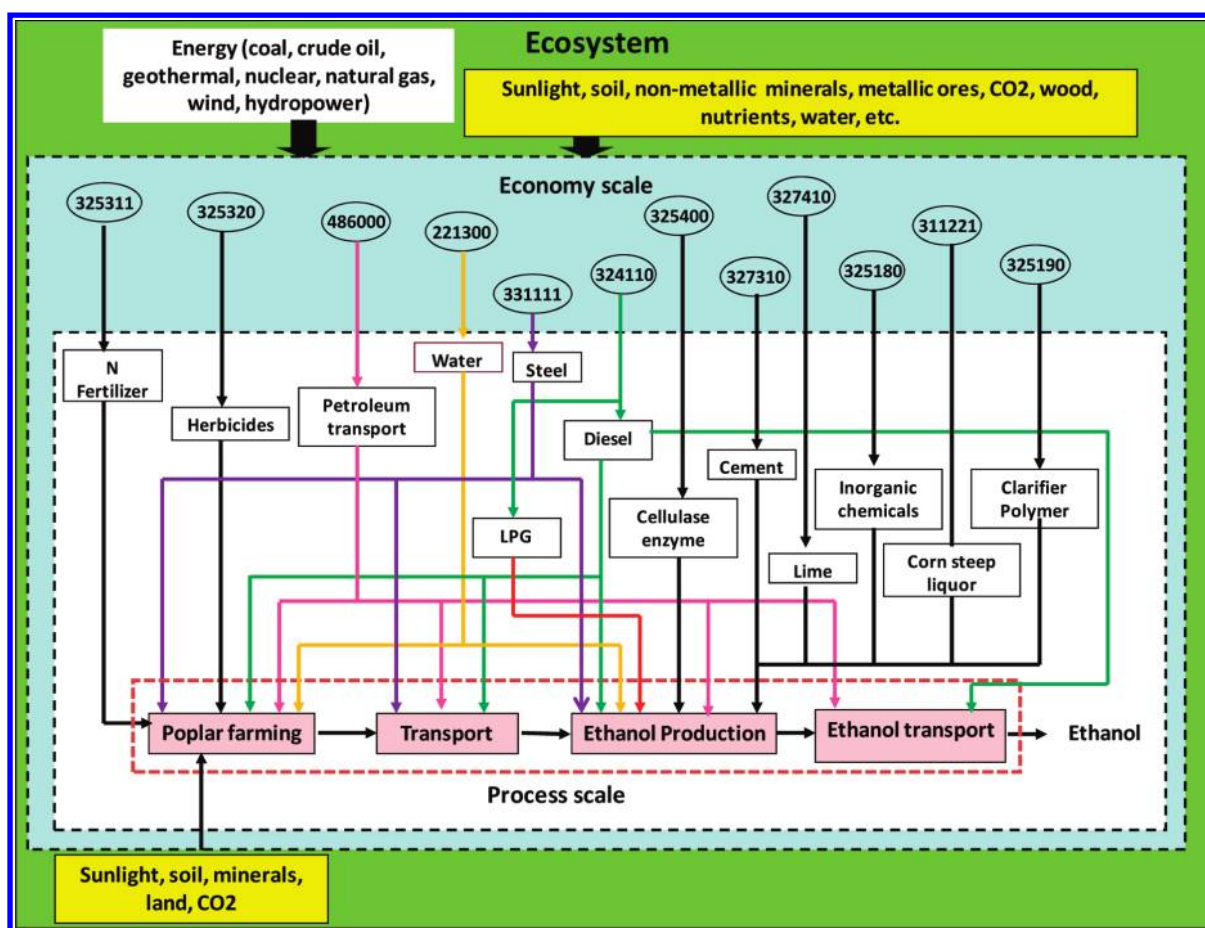 Ecosystem
Energy (coal, crude oil,
geothermal, nuclear, natural gas,
wind, hydropower)
Sunlight, soil, non-metallic minerals, metallic ores, CO2, wood,
nutrients, water, etc.
Economy scale
325311
325320
486000
221300
331111
324110
325400
327310
327410
325180
311221
325190
N
Fertilizer
Herbicides
Petroleum
transport
Water
Steel
LPG
Diesel
Cellulase
enzyme
Cement
Lime
Inorganic
chemicals
Corn steep
liquor
Clarifier
Polymer
Poplar farming
Transport
Ethanol Production
Ethanol transport
Ethanol
Process scale
Sunlight, soil, minerals,
land, CO2